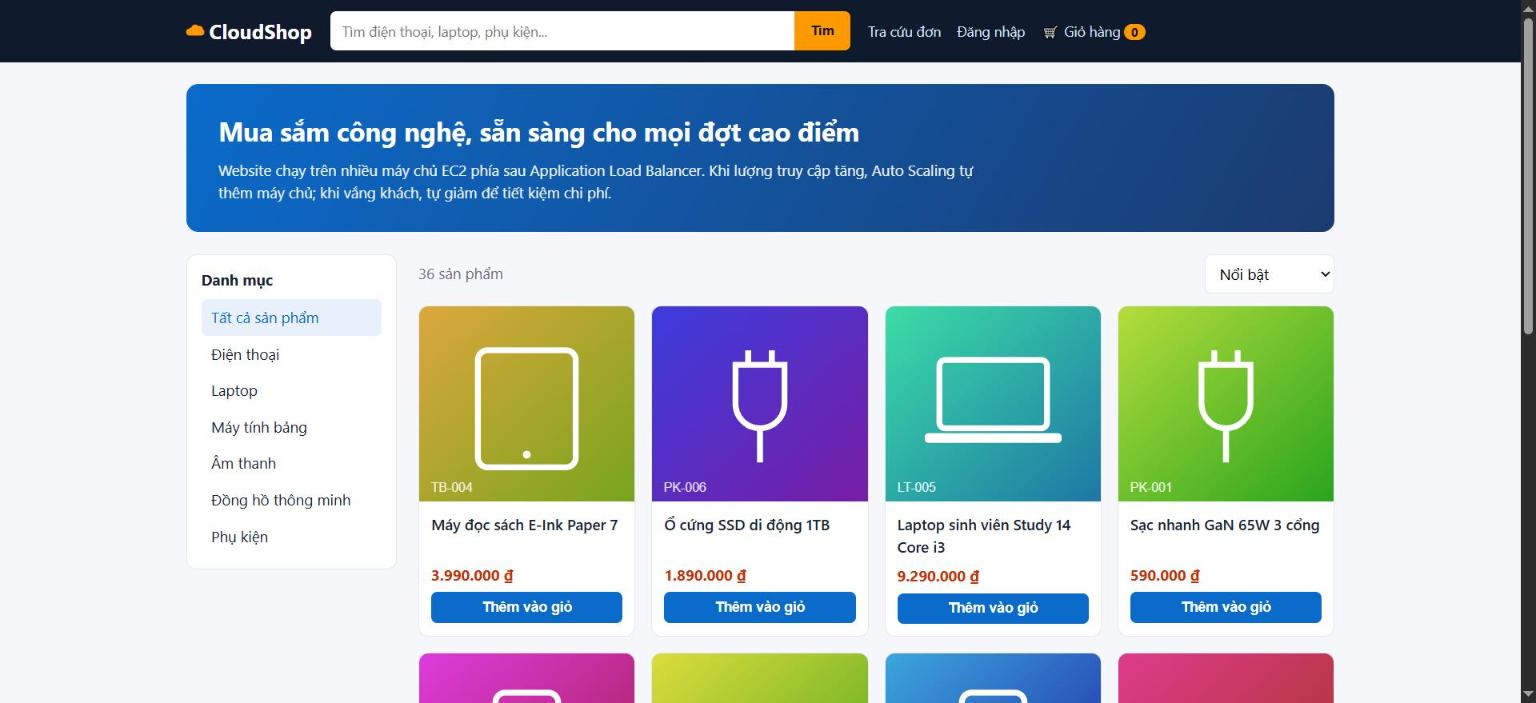 CloudShop
Tìm điện thoại, laptop, phụ kiện...
Tìm
Tra cứu đơn
Đăng nhập
Giỏ hàng 0
Mua sắm công nghệ, sẵn sàng cho mọi đợt cao điểm
Website chạy trên nhiều máy chủ EC2 phía sau Application Load Balancer. Khi lượng truy cập tăng, Auto Scaling tự
thêm máy chủ; khi vắng khách, tự giảm để tiết kiệm chi phí.
Danh mục
Tất cả sản phẩm
Điện thoại
Laptop
Máy tính bảng
Âm thanh
Đồng hồ thông minh
Phụ kiện
36 sản phẩm
Nổi bật
TB-004
Máy đọc sách E-Ink Paper 7
3.990.000 ₫
Thêm vào giỏ
PK-006
Ổ cứng SSD di động 1TB
1.890.000 ₫
Thêm vào giỏ
LT-005
Laptop sinh viên Study 14
Core i3
9.290.000 ₫
Thêm vào giỏ
PK-001
Sạc nhanh GaN 65W 3 cổng
590.000 ₫
Thêm vào giỏ